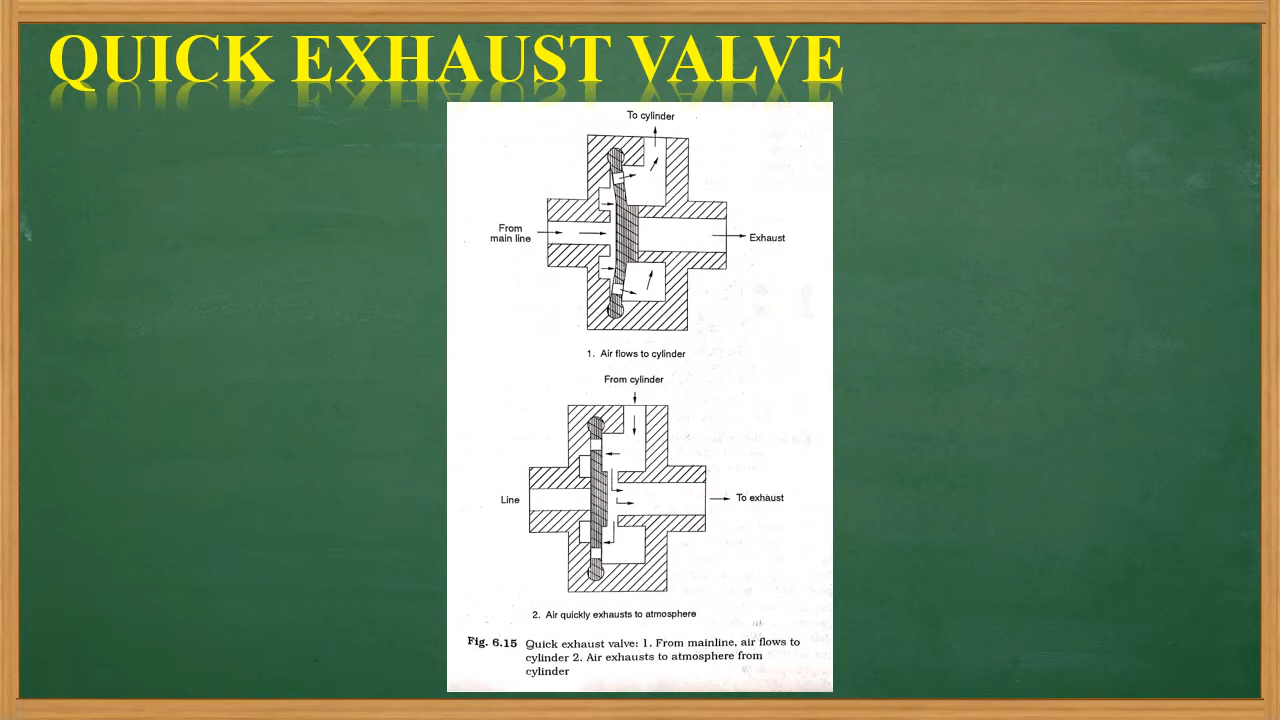 QUICK EXHAUST VALVE
To cylinder
From
main line
Exhaust
1. Air flows to cylinder
From cylinder
Line
To exhaust
2. Air quickly exhausts to atmosphere
Fig. 6.15 Quick exhaust valve: 1. From mainline, air flows to
cylinder 2. Air exhausts to atmosphere from
cylinder